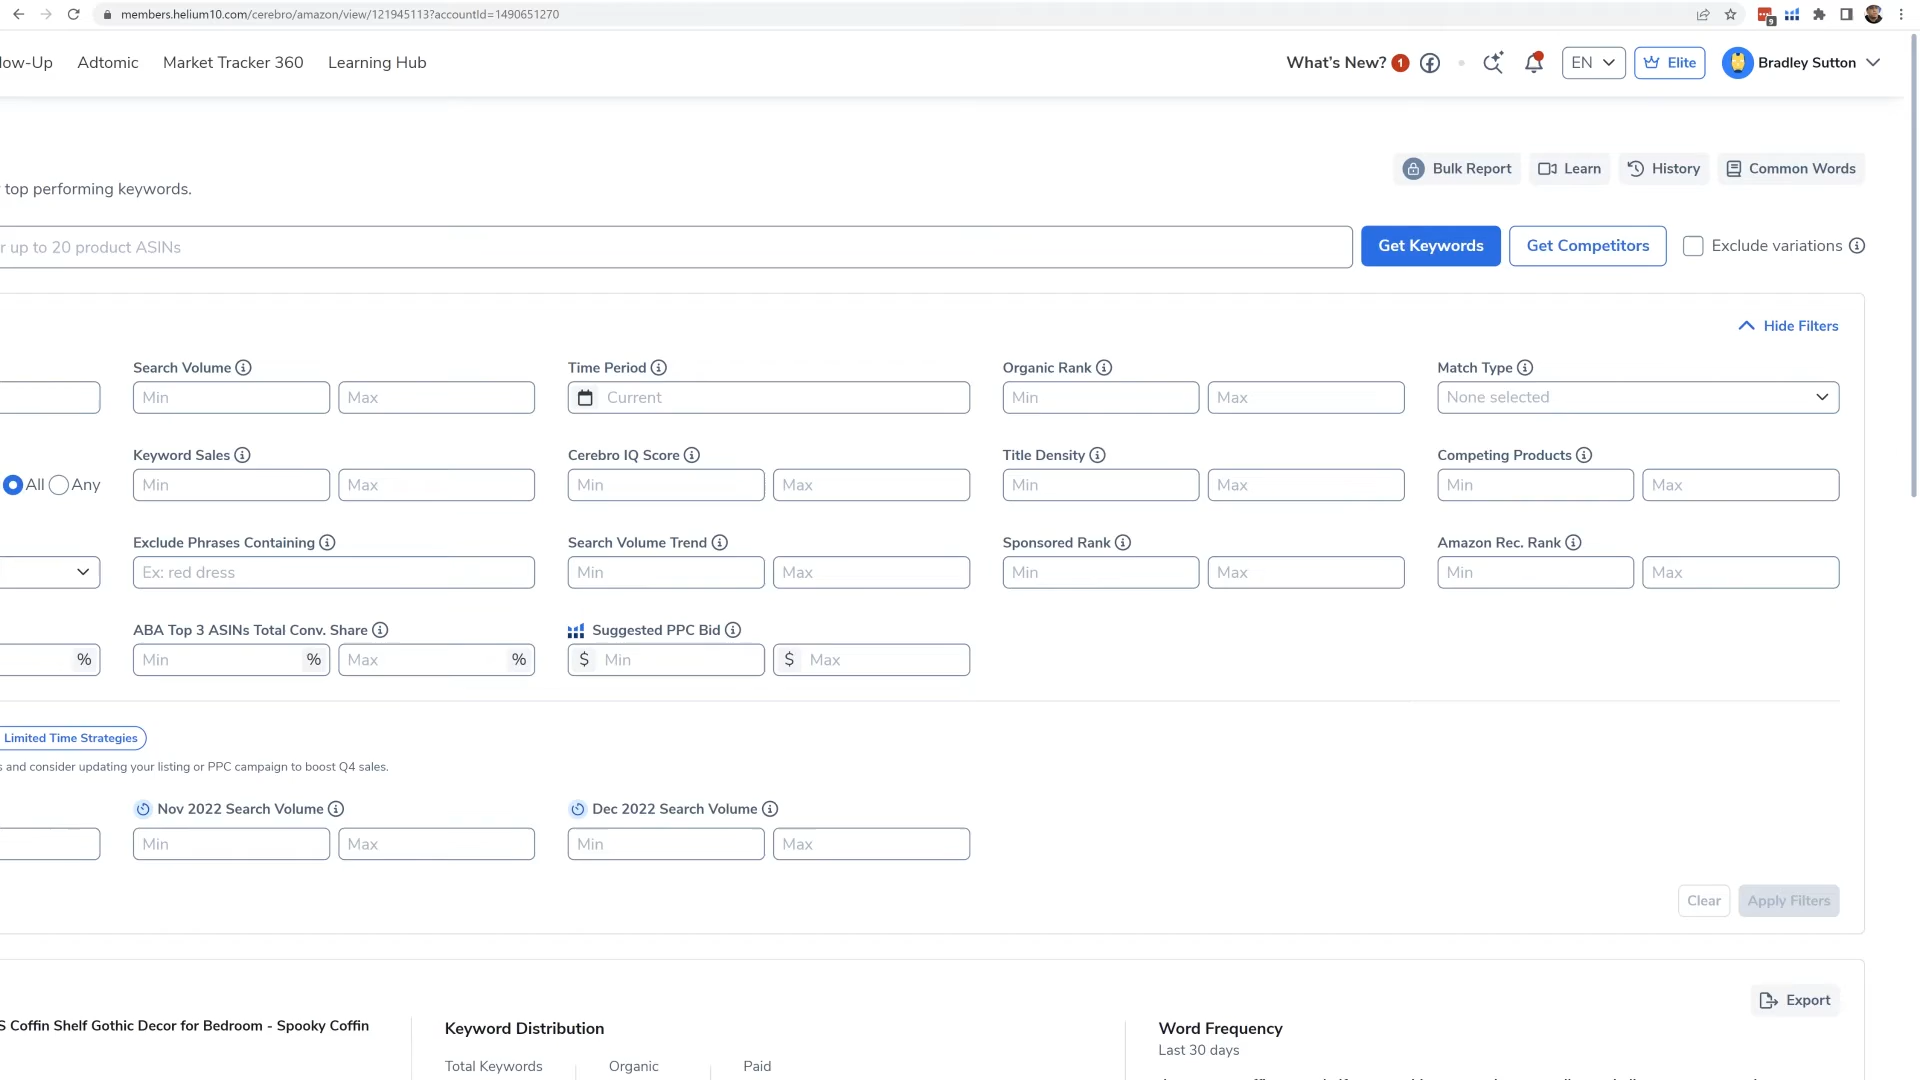 members.helium10.com/cerebro/amazon/view/121945113?accountId=1490651270
9
low-Up Adtomic Market Tracker 360 Learning Hub What's New? 1 EN Elite Bradley Sutton
Bulk Report Learn History Common Words
top performing keywords.
r up to 20 product ASINs Get Keywords Get Competitors Exclude variations
Hide Filters
Search Volume Time Period Organic Rank Match Type
Min Max Current Min Max None selected
Keyword Sales Cerebro IQ Score Title Density Competing Products
All Any Min Max Min Max Min Max Min Max
Exclude Phrases Containing Search Volume Trend Sponsored Rank Amazon Rec. Rank
Ex: red dress Min Max Min Max Min Max
ABA Top 3 ASINs Total Conv. Share Suggested PPC Bid
% Min % Max % $ Min $ Max
Limited Time Strategies
s and consider updating your listing or PPC campaign to boost Q4 sales.
Nov 2022 Search Volume Dec 2022 Search Volume
Min Max Min Max
Clear Apply Filters
Export
S Coffin Shelf Gothic Decor for Bedroom - Spooky Coffin Keyword Distribution Word Frequency
Last 30 days
Total Keywords Organic Paid